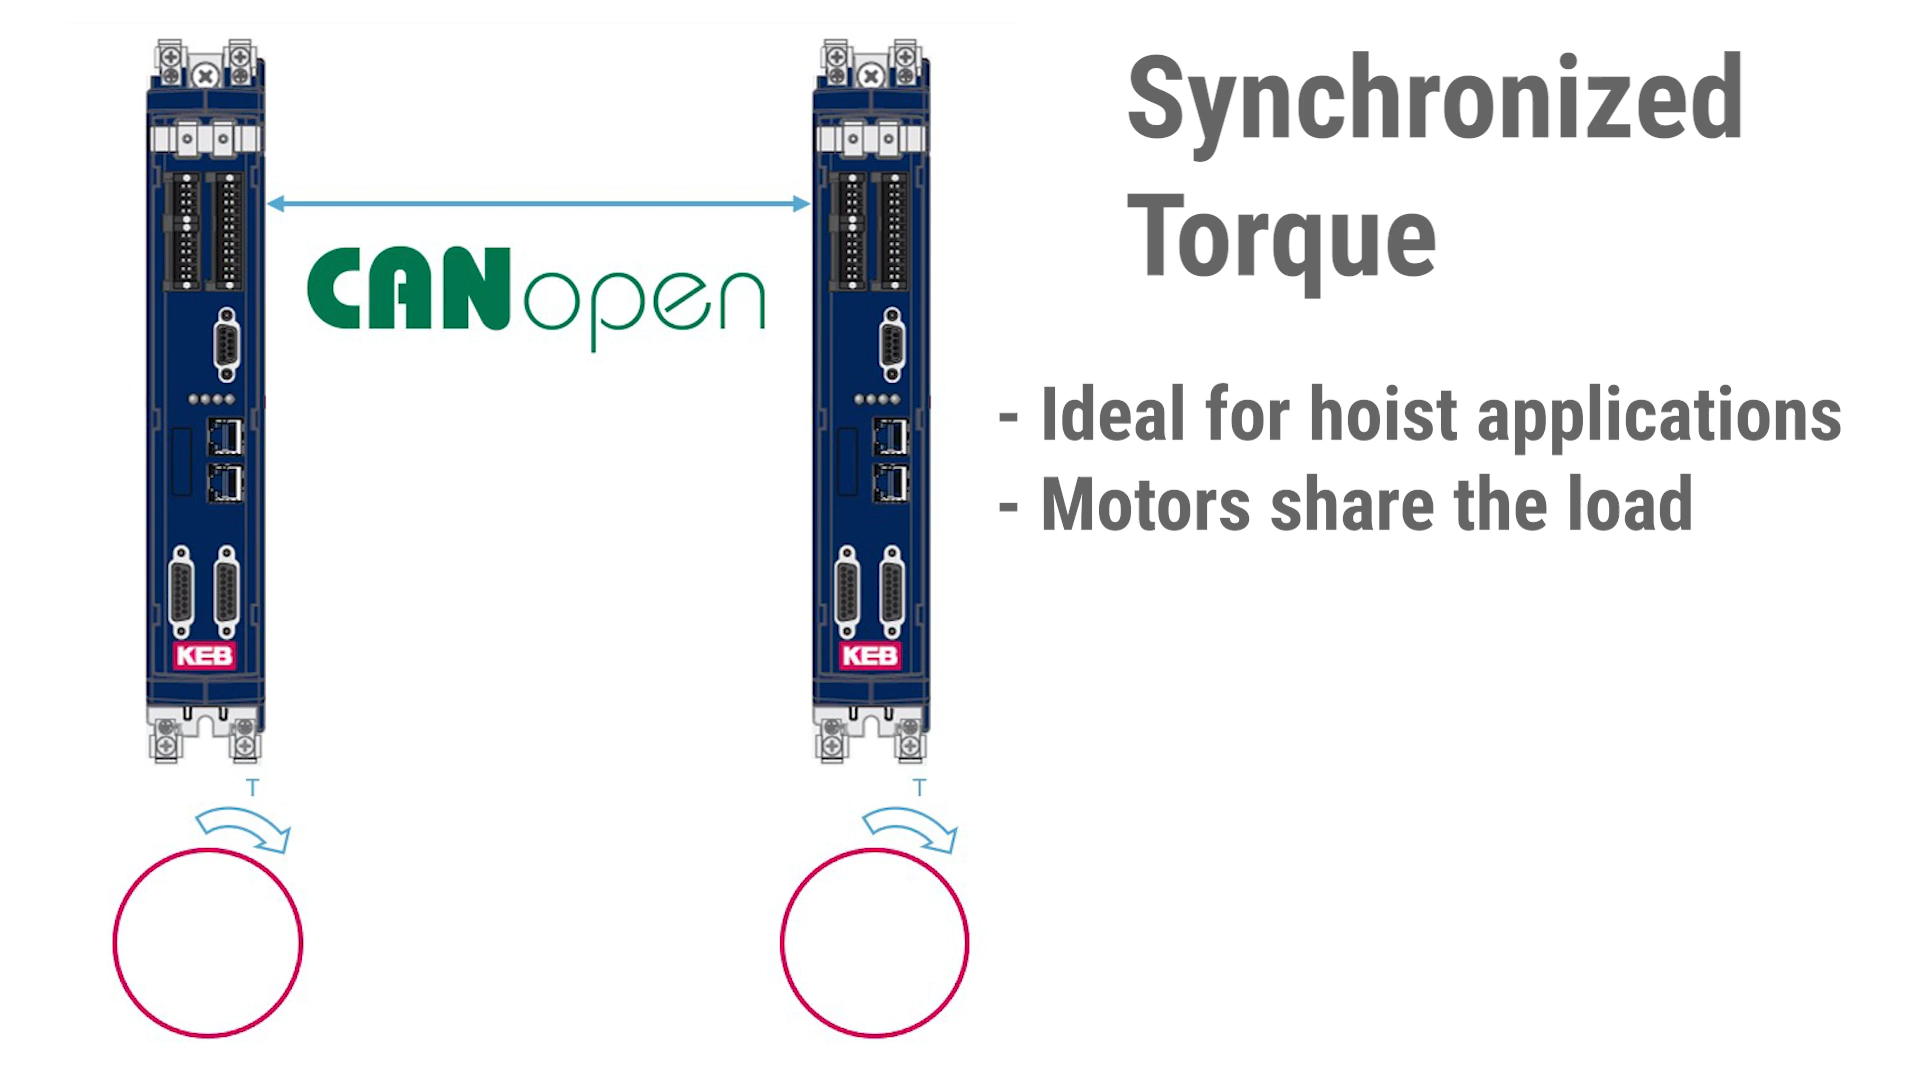 Synchronized
Torque
CANopen
- Ideal for hoist applications
- Motors share the load
KEB
KEB
T
T